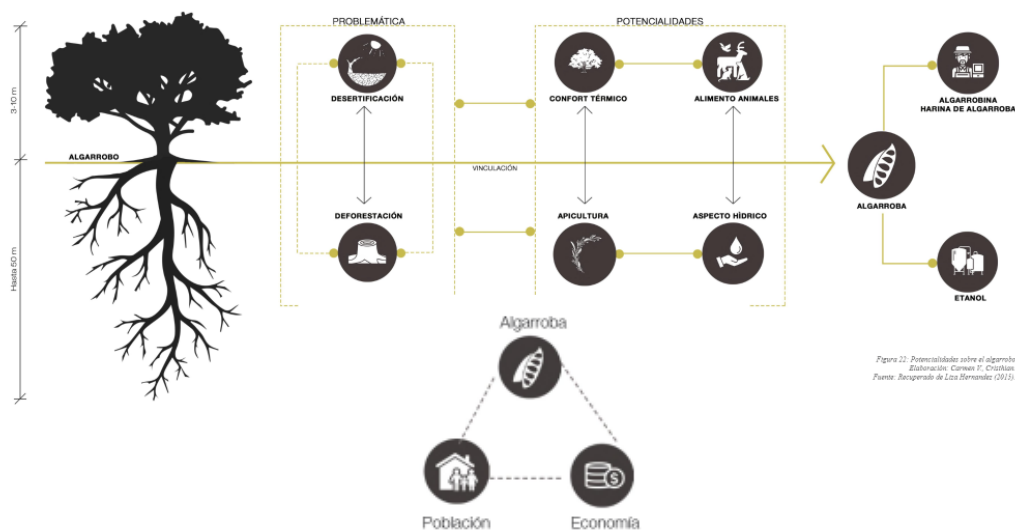 PROBLEMÁTICA
POTENCIALIDADES
3-10 m
DESERTIFICACIÓN
CONFORT TÉRMICO
ALIMENTO ANIMALES
ALGARROBINA
HARINA DE ALGARROBA
ALGARROBO
VINCULACIÓN
ALGARROBA
Hasta 50 m
DEFORESTACIÓN
APICULTURA
ASPECTO HÍDRICO
ETANOL
Algarroba
Figura 22: Potencialidades sobre el algarrobo
Elaboración: Carmen V., Cristhian
Fuente: Recuperado de Liza Hernandez (2015).
$
Población
Economía